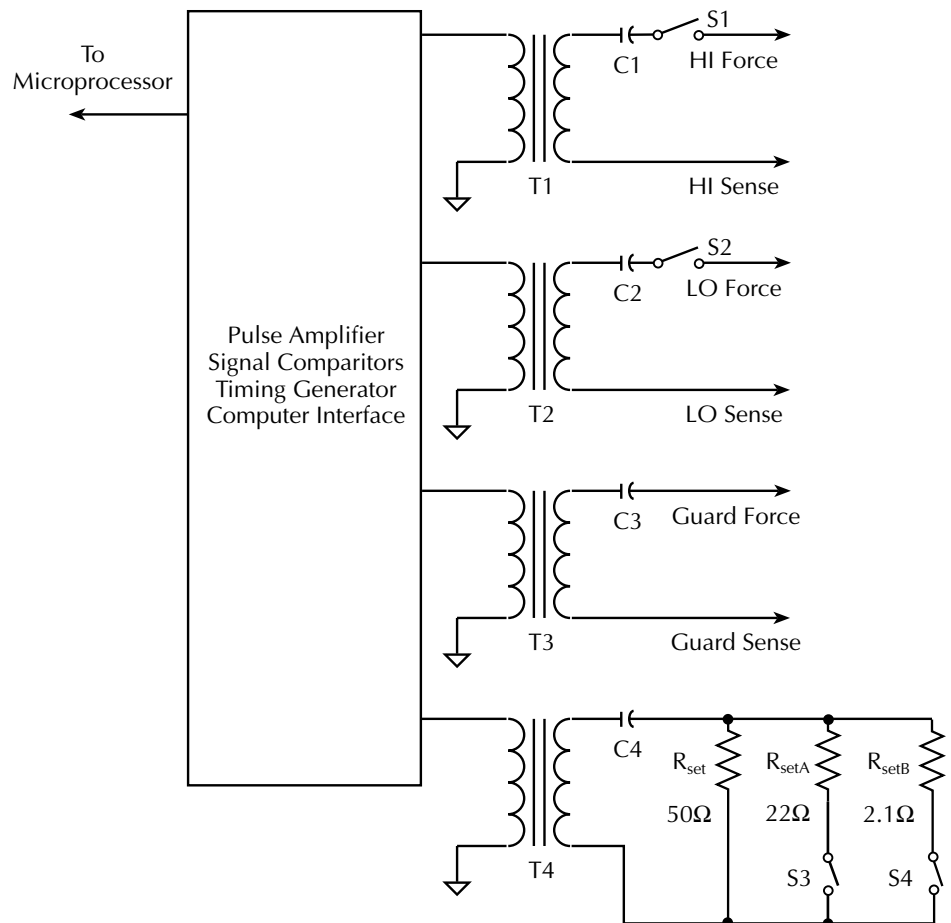 S1
To
Microprocessor
C1
HI Force
T1
HI Sense
S2
C2
LO Force
Pulse Amplifier
Signal Comparitors
Timing Generator
Computer Interface
T2
LO Sense
C3
Guard Force
T3
Guard Sense
C4
RsetA
Rset
RsetB
50Ω
22Ω
2.1Ω
T4
S3
S4